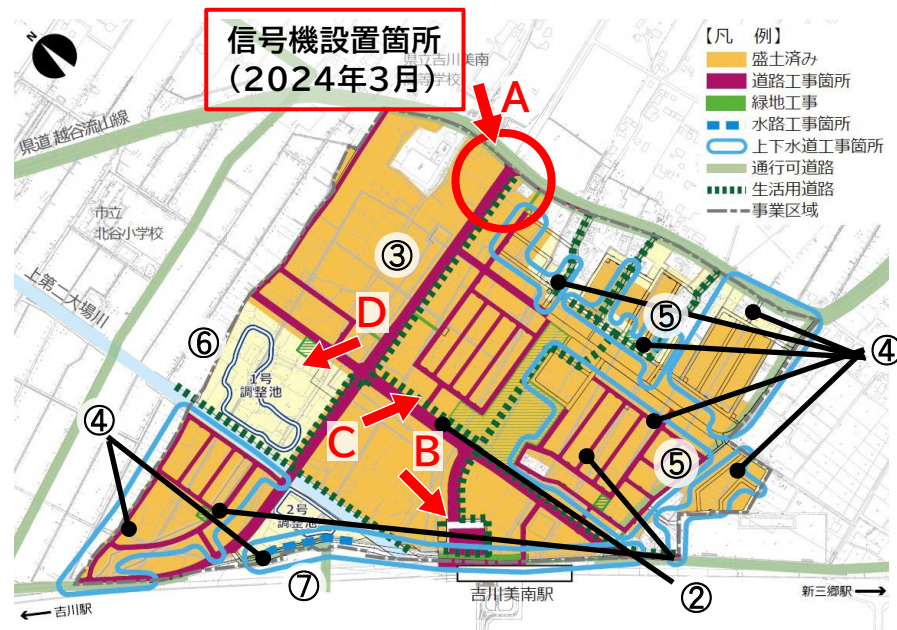 信号機設置箇所
(2024年3月)
県立吉川美南
学校
【凡 例】
盛土済み
道路工事箇所
緑地工事
水路工事箇所
上下水道工事箇所
通行可道路
生活用道路
事業区域
N
A
県道 越谷流山線
市立
北谷小学校
上第二大場川
③
D
⑥
⑤
④
1号
調整池
C
B
④
⑤
2号
調整池
⑦
②
吉川美南駅
←吉川駅
新三郷駅→